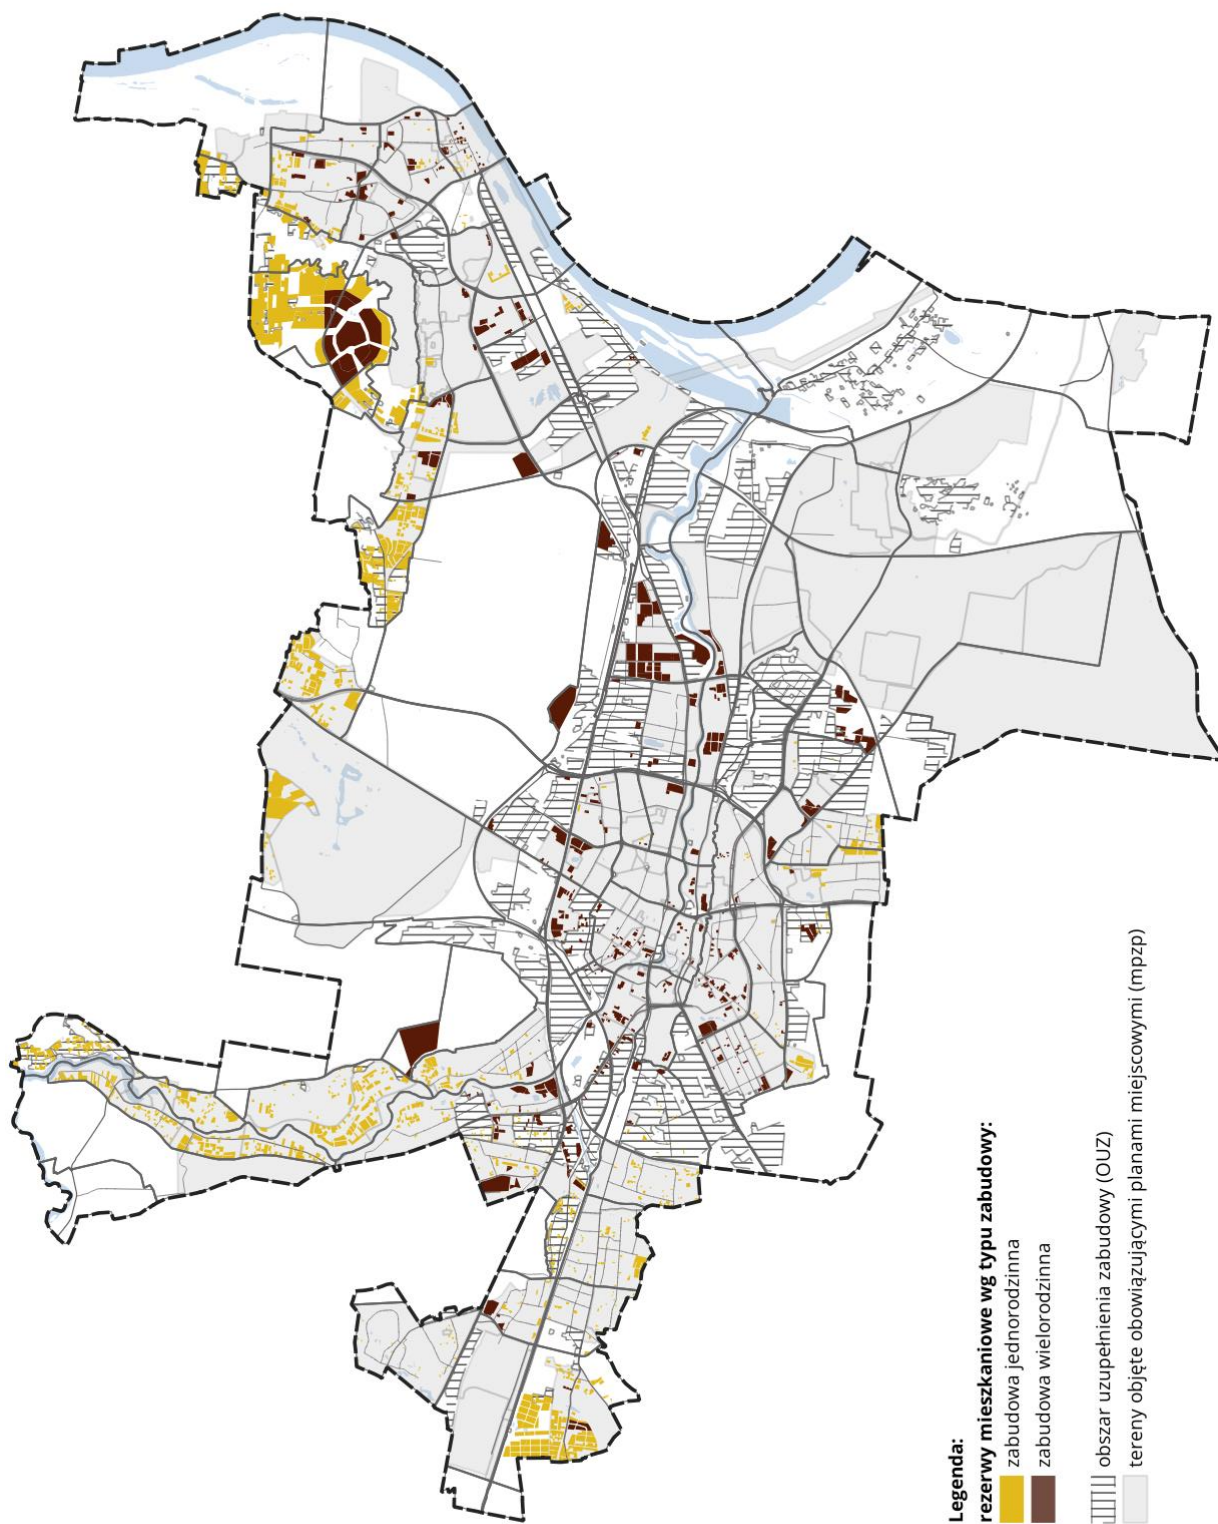 Legenda:
rezerwy mieszkaniowe wg typu zabudowy:
zabudowa jednorodzinna
zabudowa wielorodzinna
obszar uzupełnienia zabudowy (OUZ)
tereny objęte obowiązującymi planami miejscowymi (mpzp)